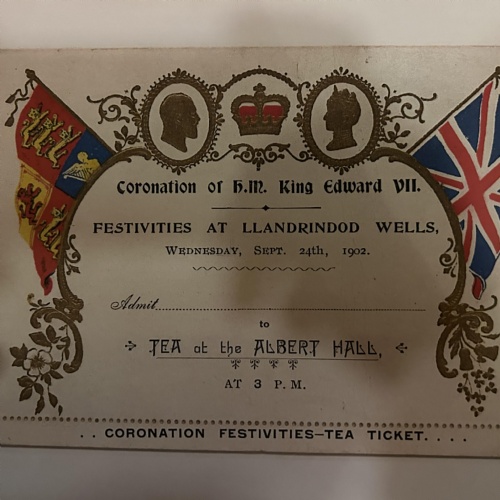 Coronation of H.M. King Edward VII.
FESTIVITIES AT LLANDRINDOD WELLS,
WEDNESDAY, SEPT. 24th, 1902.
Admit
to
TEA at the ALBERT HALL,
AT 3 P.M.
. . CORONATION FESTIVITIES—TEA TICKET. . . .